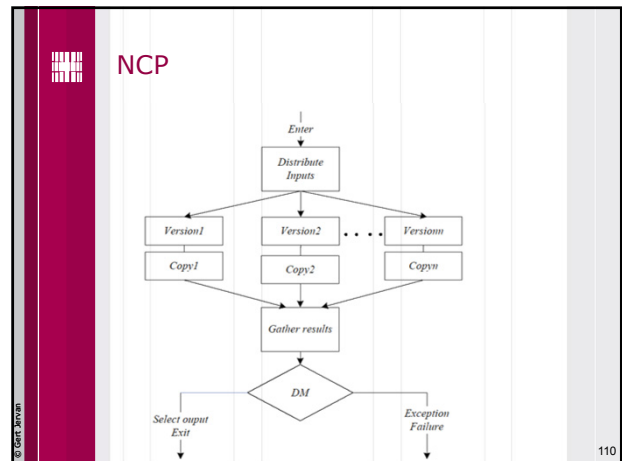 NCP
Enter
Distribute
Inputs
Version1
Version2
. . . .
Versionn
Copy1
Copy2
Copyn
Gather results
DM
Select ouput
Exit
Exception
Failure
© Gert Jervan
110